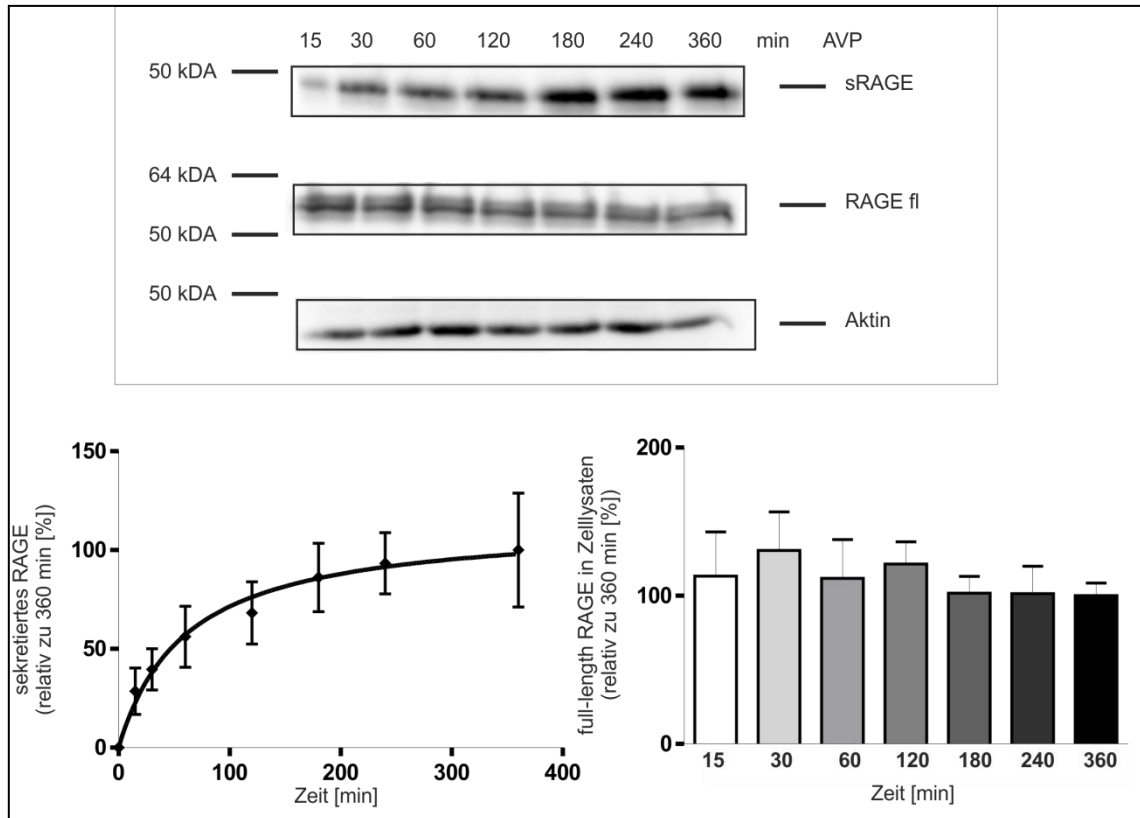 15 30 60 120 180 240 360 min AVP
50 kDA
sRAGE
64 kDA
RAGE fl
50 kDA
50 kDA
Aktin
sekretiertes RAGE
(relativ zu 360 min [%])
150
100
50
0
0 100 200 300 400
Zeit [min]
full-length RAGE in Zelllysaten
(relativ zu 360 min [%])
200
100
0
15 30 60 120 180 240 360
Zeit [min]